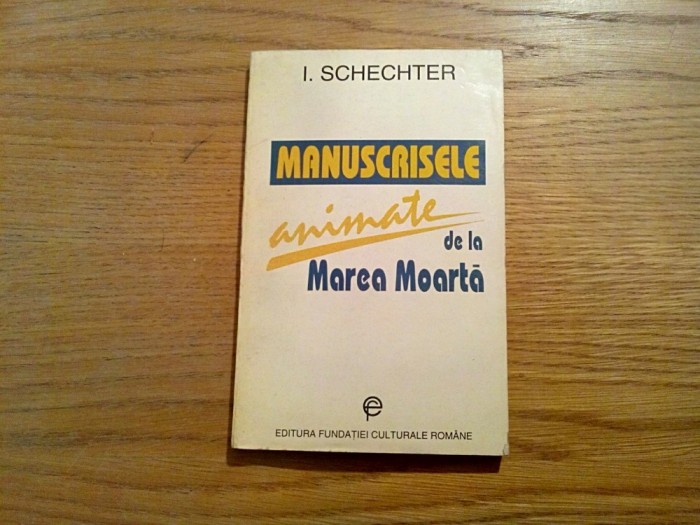 I. SCHECHTER
MANUSCRISELE
animate
de la
Marea Moartă
EDITURA FUNDAȚIEI CULTURALE ROMÂNE